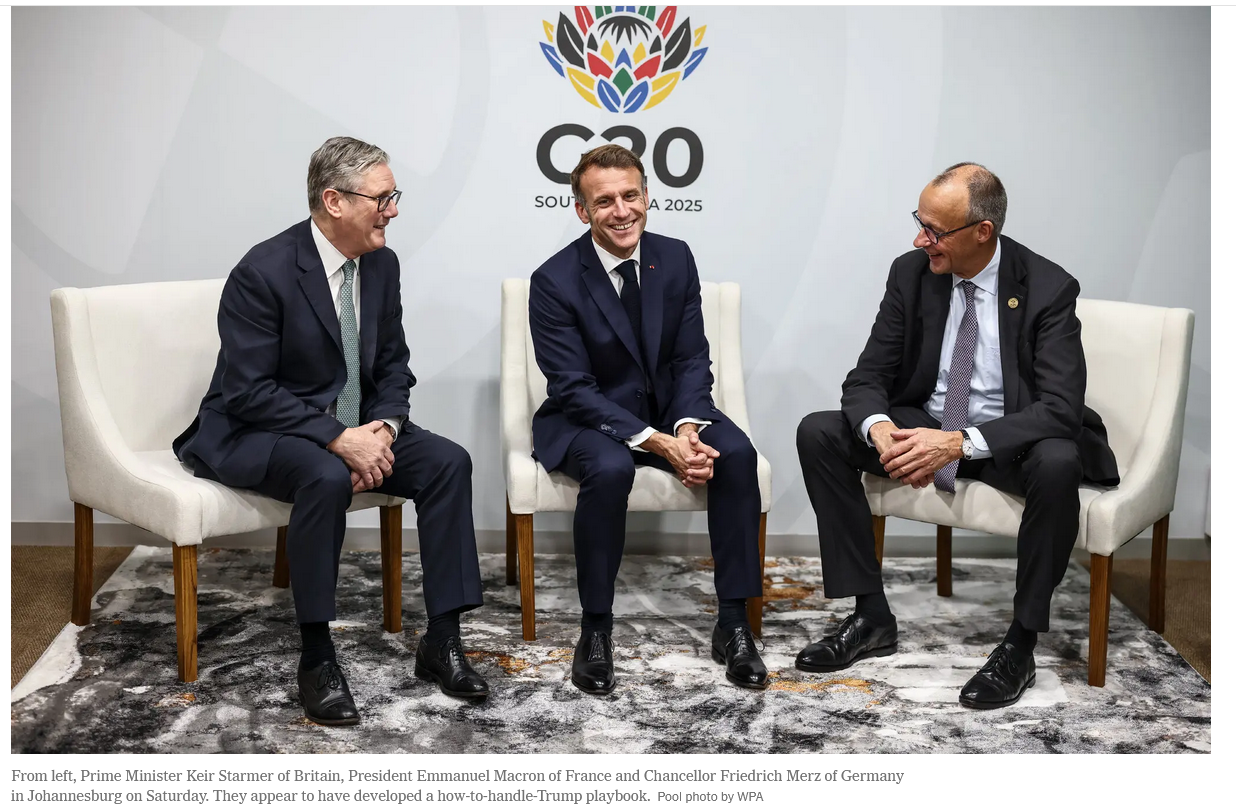 G20
SOUTH AFRICA 2025
From left, Prime Minister Keir Starmer of Britain, President Emmanuel Macron of France and Chancellor Friedrich Merz of Germany
in Johannesburg on Saturday. They appear to have developed a how-to-handle-Trump playbook. Pool photo by WPA